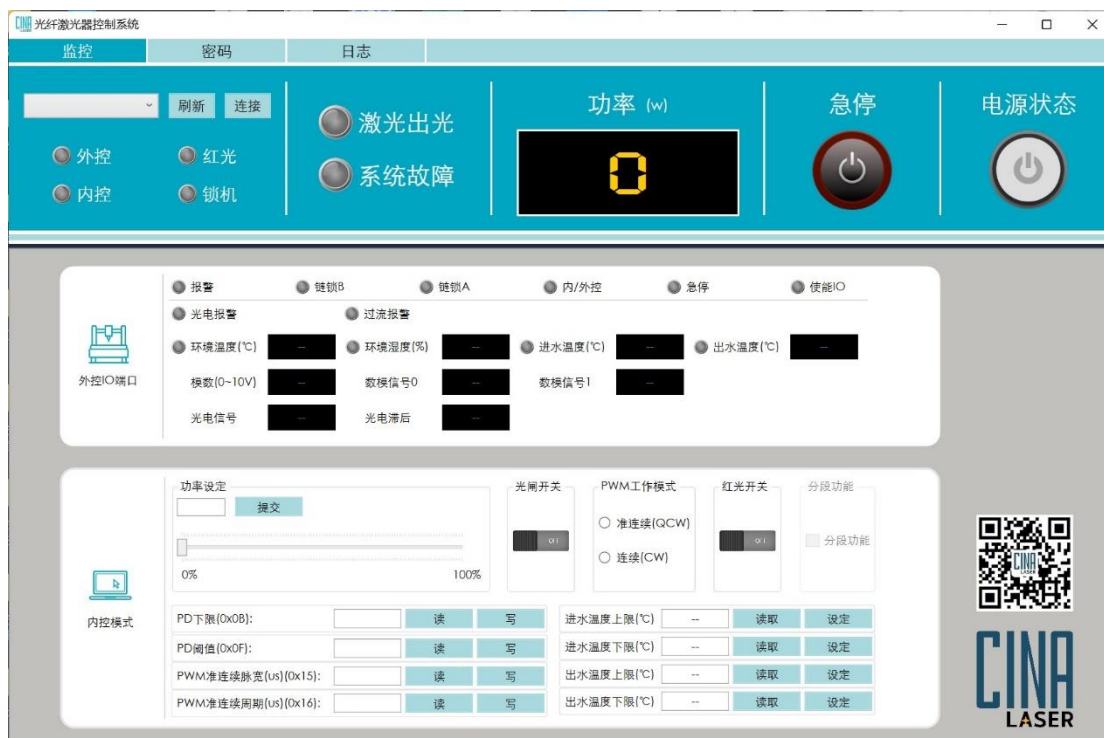 CINA 光纤激光器控制系统
监控 密码 日志
刷新 连接
外控 红光
内控 锁机
激光出光
系统故障
功率 (w)
0
急停
电源状态
报警 链锁B 链锁A 内/外控 急停 使能IO
光电报警 过流报警
环境温度(℃) -- 环境湿度(%) -- 进水温度(℃) -- 出水温度(℃) --
模数(0~10V) -- 数模信号0 -- 数模信号1 --
光电信号 -- 光电滞后 --
外控IO端口
功率设定
提交
0% 100%
光闸开关
OFF
PWM工作模式
准连续(QCW)
连续(CW)
红光开关
OFF
分段功能
分段功能
内控模式
PD下限(0x0B): 读 写
PD阈值(0x0F): 读 写
PWM准连续脉宽(us)(0x15): 读 写
PWM准连续周期(us)(0x16): 读 写
进水温度上限(℃) -- 读取 设定
进水温度下限(℃) -- 读取 设定
出水温度上限(℃) -- 读取 设定
出水温度下限(℃) -- 读取 设定
CINA
LASER
CINA
LASER